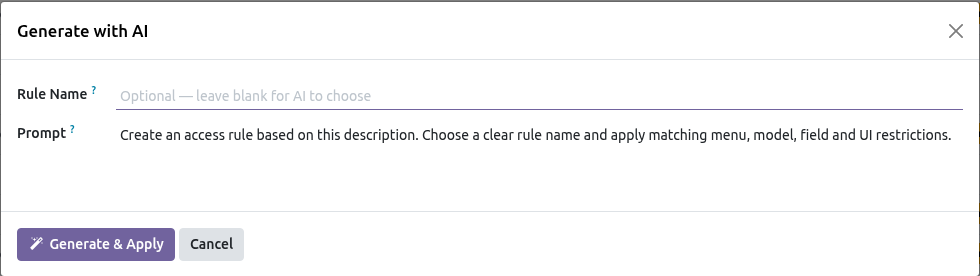 Generate with AI
Rule Name ? Optional — leave blank for AI to choose
Prompt ? Create an access rule based on this description. Choose a clear rule name and apply matching menu, model, field and UI restrictions.
Generate & Apply Cancel